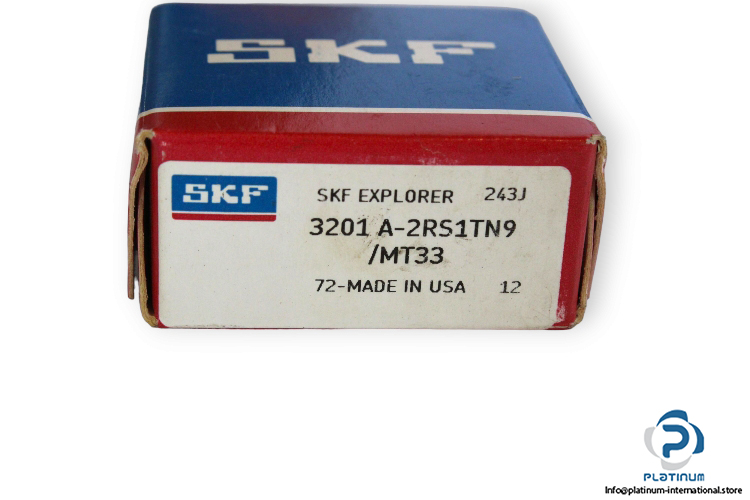 SKF
SKF
SKF EXPLORER 243J
3201 A-2RS1TN9
/MT33
72-MADE IN USA 12
PLATINUM
Info@platinum-international.store